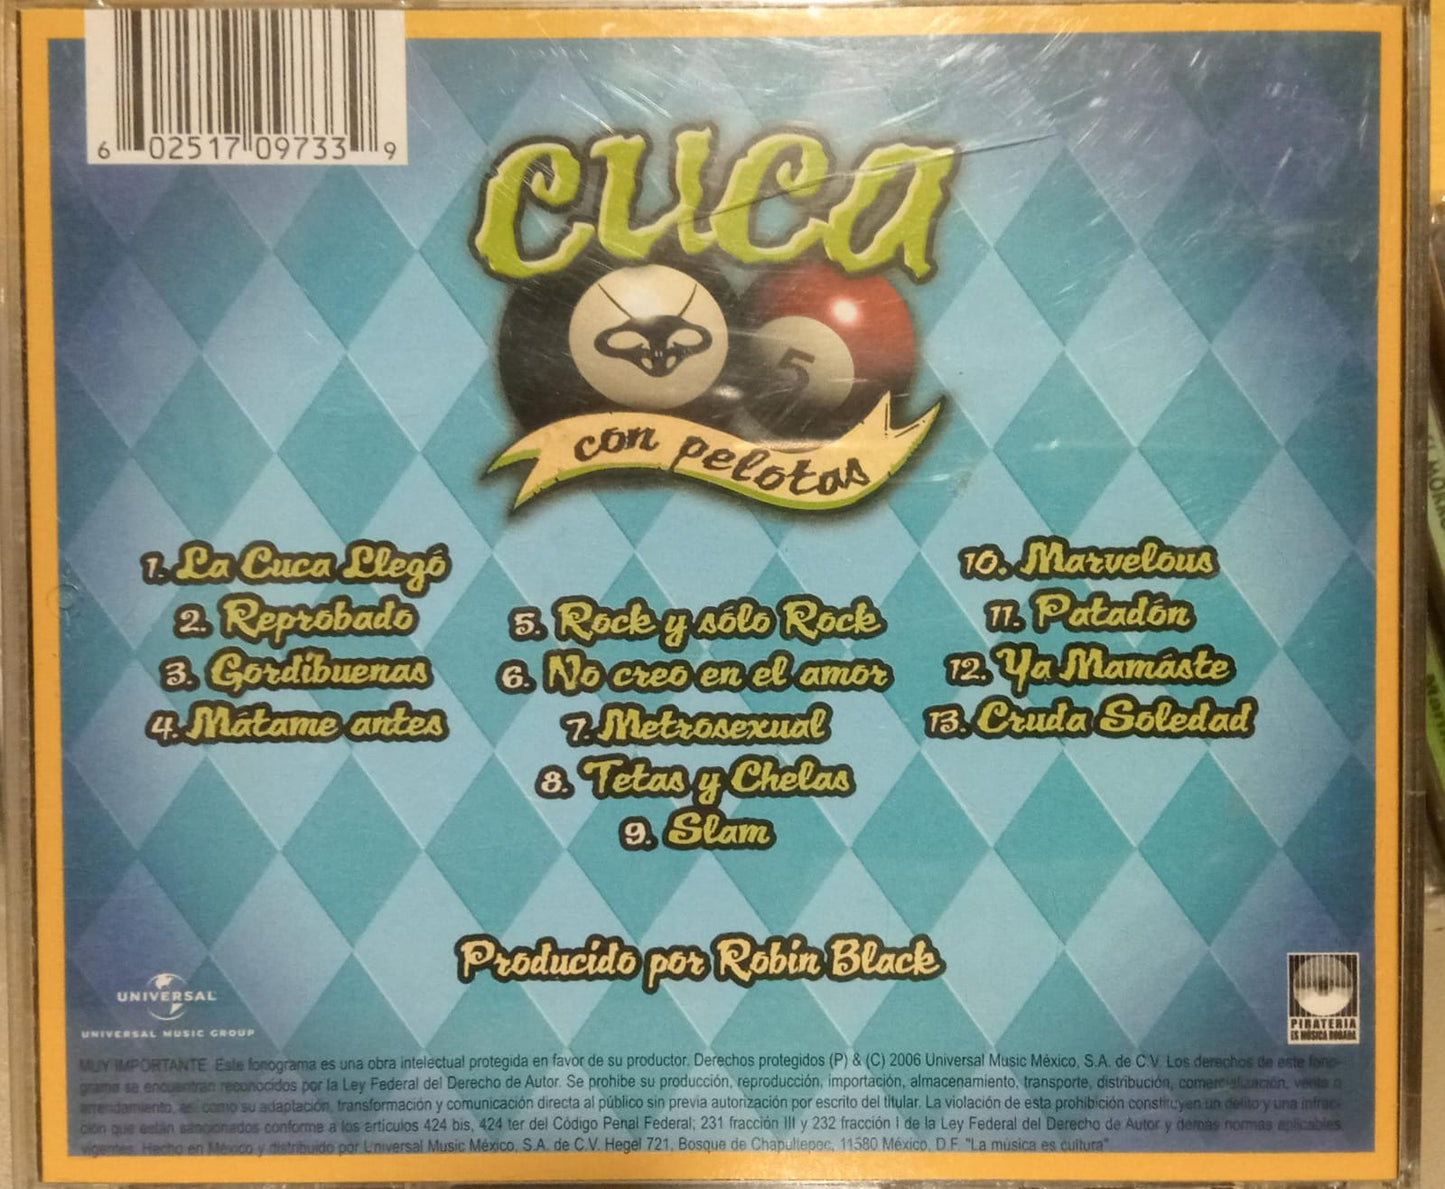 6 02517 09733 9
cuca
5
con pelotas
1. La Cuca Llegó
2. Reprobado
3. Gordibuenas
4. Mátame antes
5. Rock y sólo Rock
6. No creo en el amor
7. Metrosexual
8. Tetas y Chelas
9. Slam
10. Marvelous
11. Patadón
12. Ya Mamáste
13. Cruda Soledad
Producido por Robin Black
UNIVERSAL
UNIVERSAL MUSIC GROUP
PIRATERIA
ES MUSICA ROBADA
MUY IMPORTANTE. Este fonograma es una obra intelectual protegida en favor de su productor. Derechos protegidos (P) & (C) 2006 Universal Music México, S.A. de C.V. Los derechos de este fono-
grama se encuentran reconocidos por la Ley Federal del Derecho de Autor. Se prohibe su producción, reproducción, importación, almacenamiento, transporte, distribución, comercialización, venta o
arrendamiento, así como su adaptación, transformación y comunicación directa al público sin previa autorización por escrito del titular. La violación de esta prohibición constituyen un delito y una infrac-
ción que están sancionados conforme a los artículos 424 bis, 424 ter del Código Penal Federal; 231 fracción III y 232 fracción I de la Ley Federal del Derecho de Autor y demás normas aplicables
vigentes. Hecho en México y distribuido por Universal Music México, S.A. de C.V. Hegel 721, Bosque de Chapultepec, 11580 México, D.F. "La música es cultura"